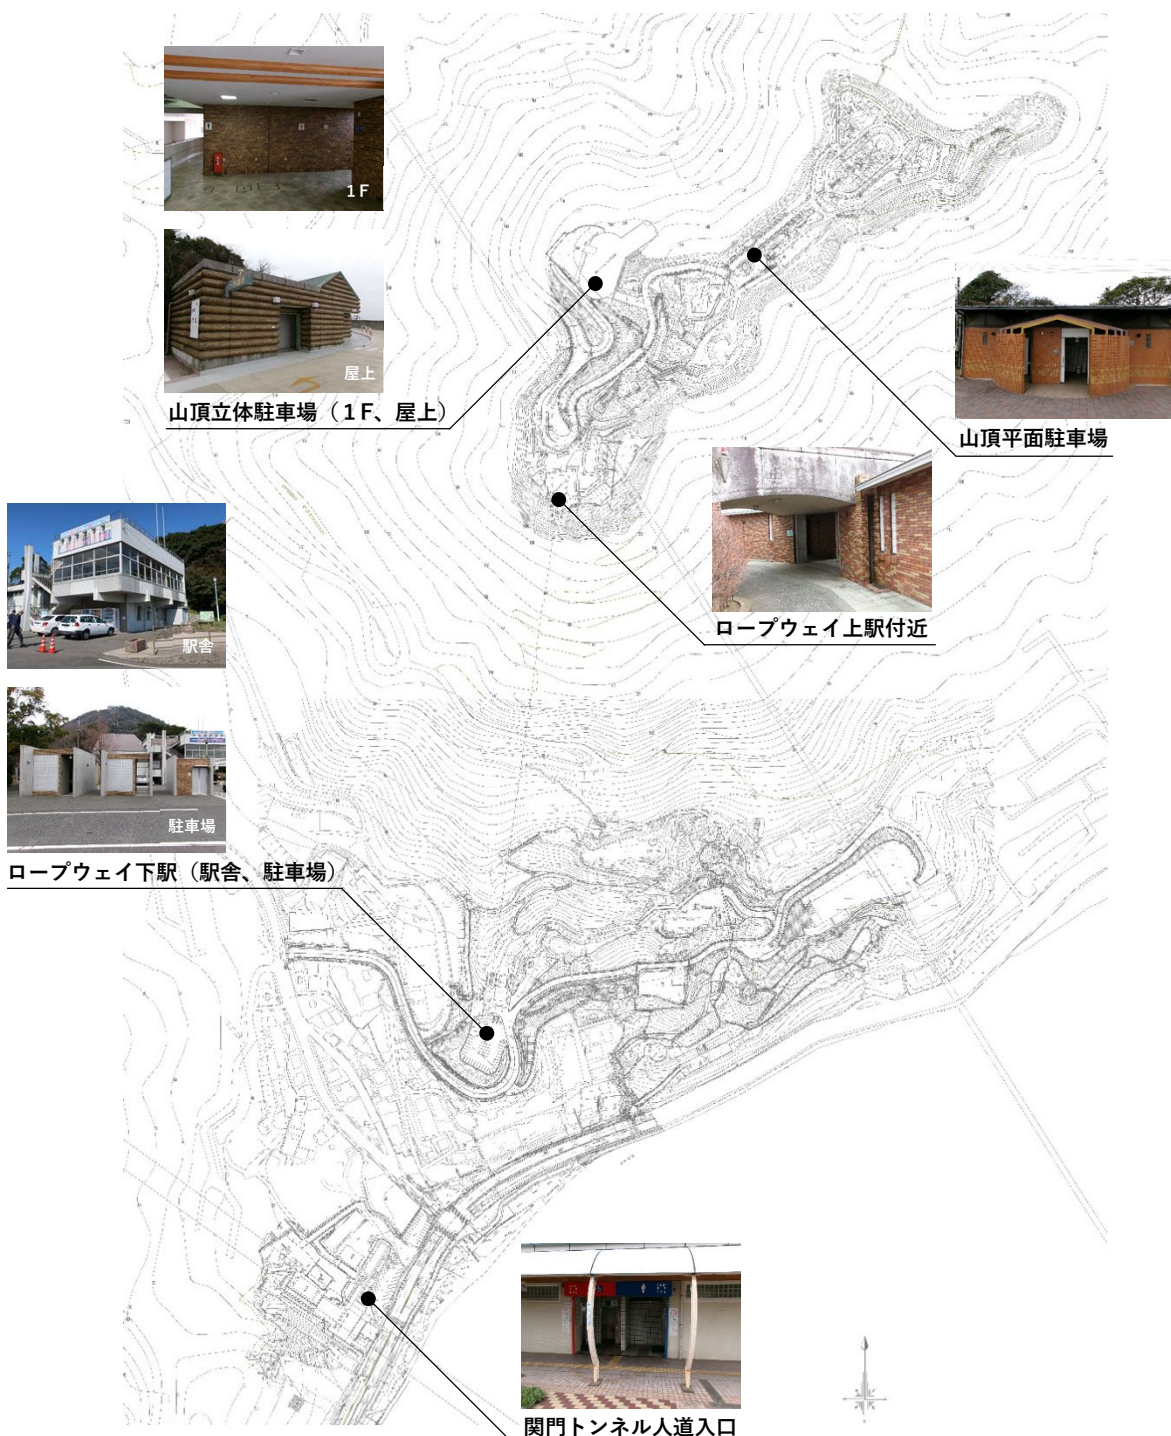 1F
屋上
山頂立体駐車場（1F、屋上）
山頂平面駐車場
ロープウェイ上駅付近
駅舎
駐車場
ロープウェイ下駅（駅舎、駐車場）
関門トンネル人道入口